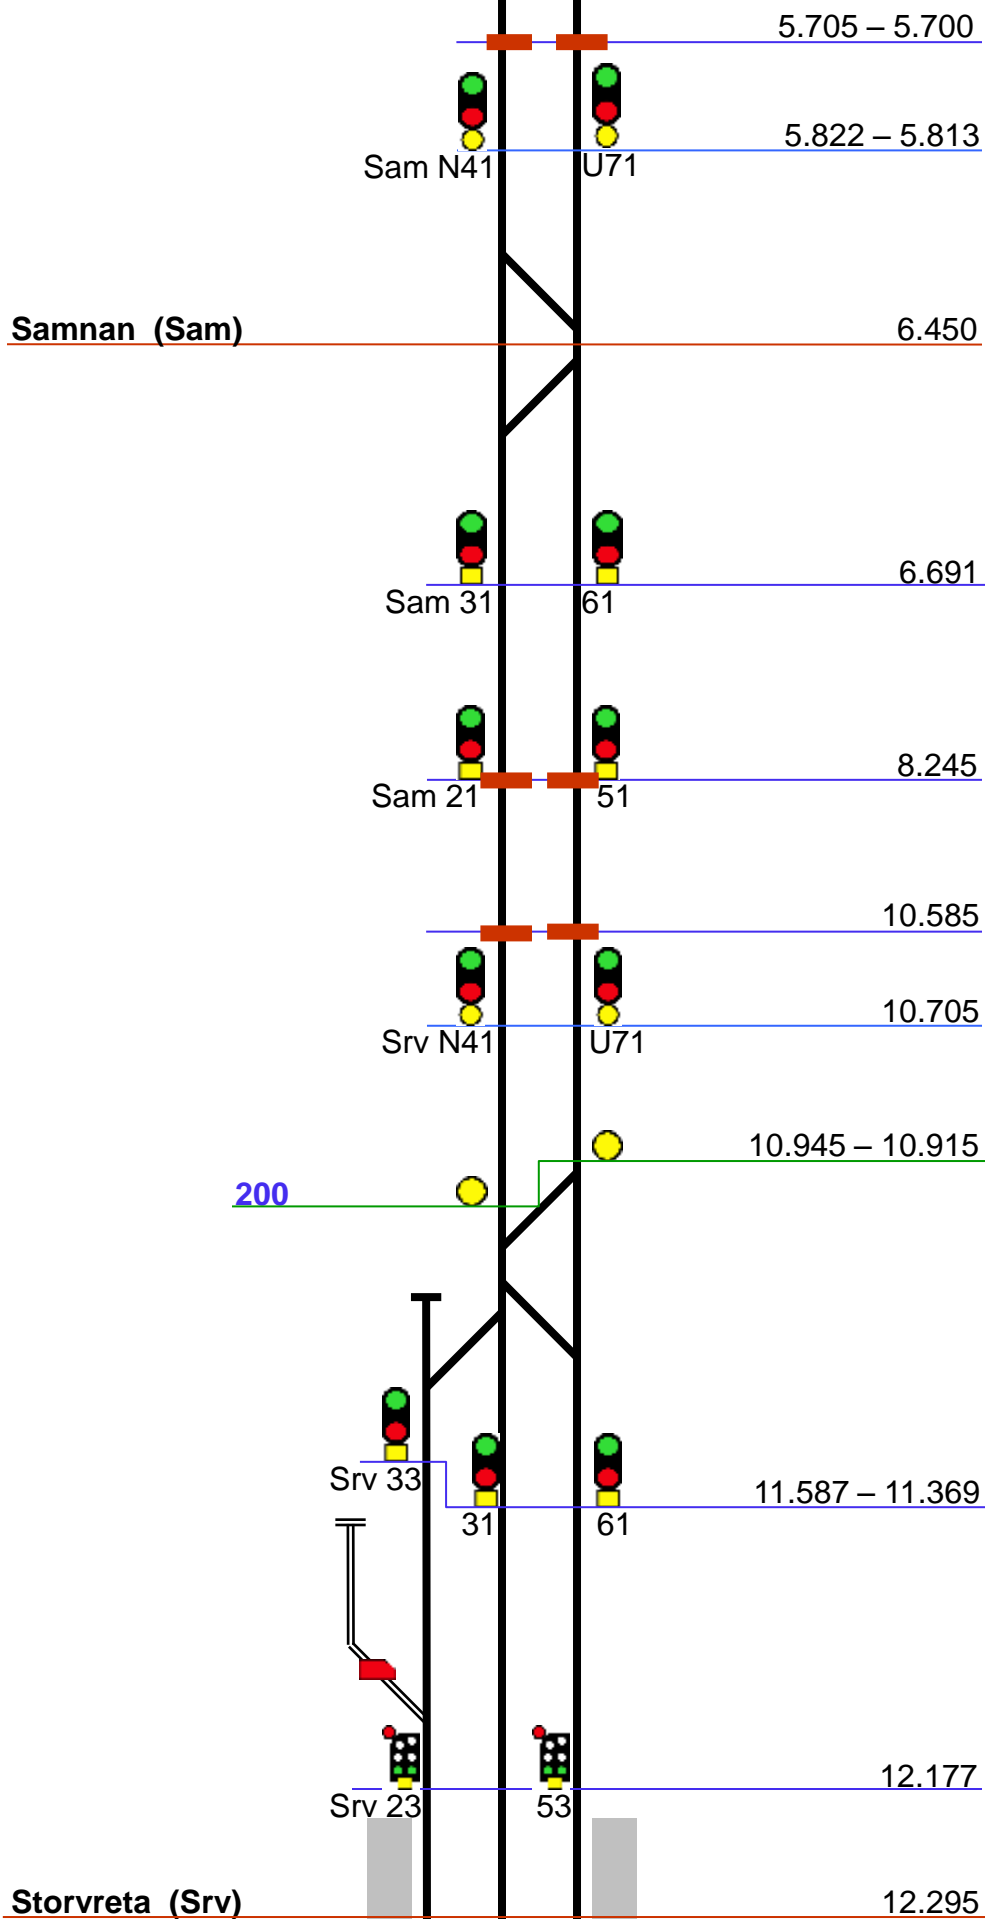 5.705 – 5.700
5.822 – 5.813
Sam N41 U71
Samnan (Sam) 6.450
6.691
Sam 31 61
8.245
Sam 21 51
10.585
10.705
Srv N41 U71
10.945 – 10.915
200
Srv 33
11.587 – 11.369
31 61
12.177
Srv 23 53
Storvreta (Srv) 12.295